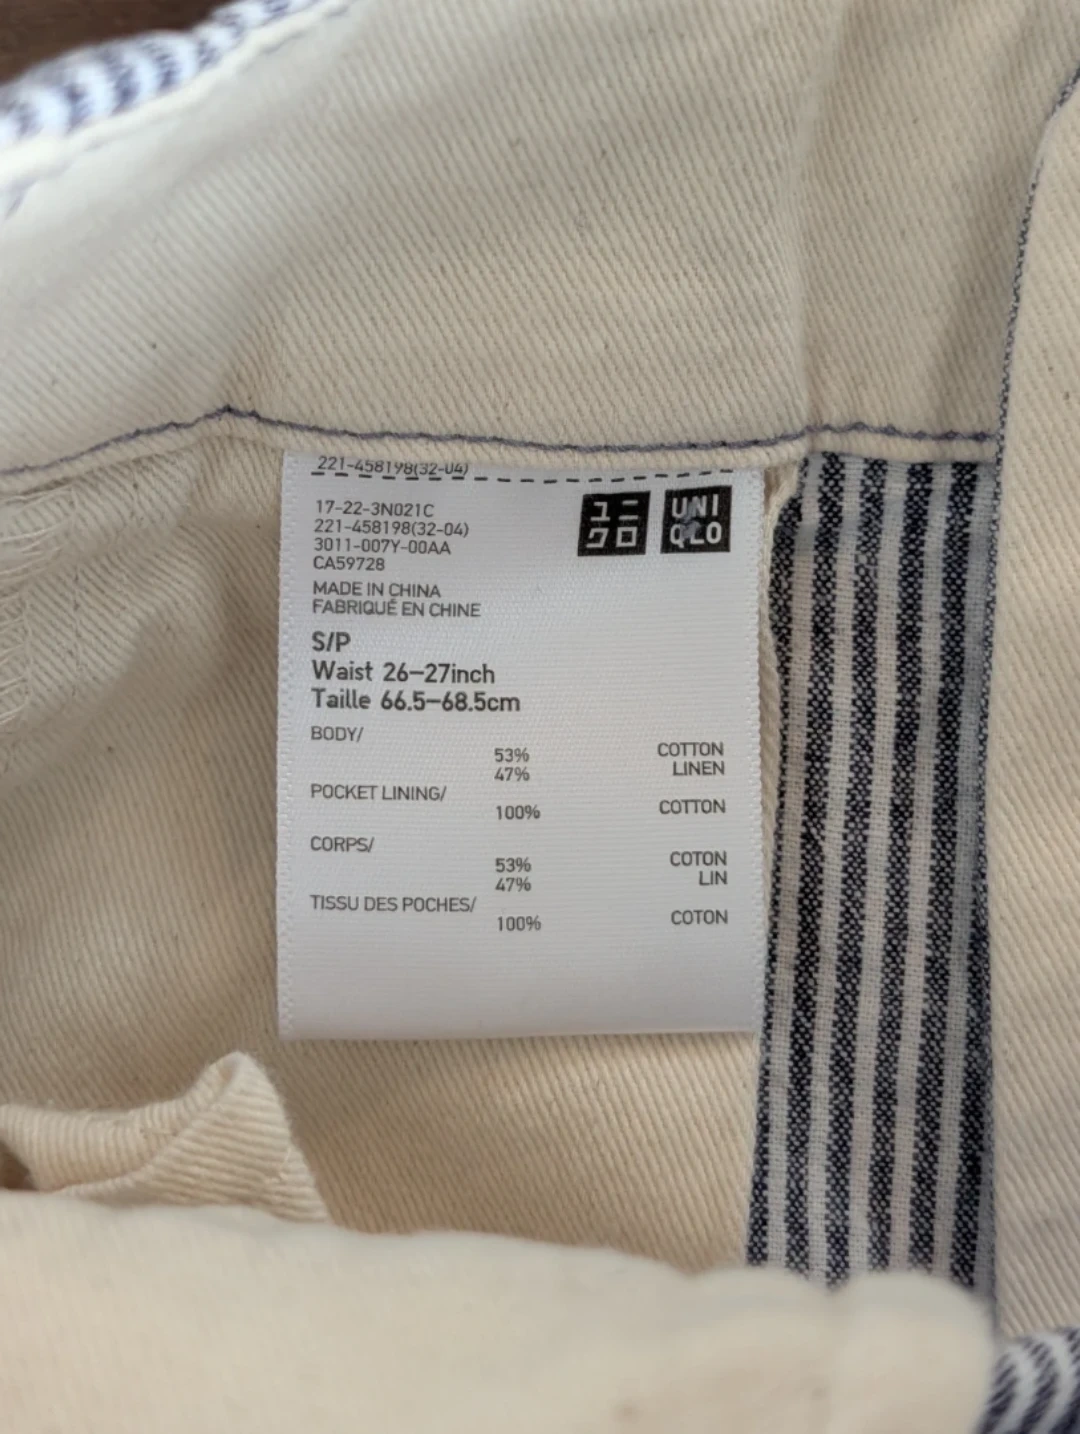 221-458198(32-04)
17-22-3N021C
221-458198(32-04)
3011-007Y-00AA
CA59728
ユニ
クロ
UNI
QLO
MADE IN CHINA
FABRIQUÉ EN CHINE
S/P
Waist 26–27inch
Taille 66.5–68.5cm
BODY/
53% COTTON
47% LINEN
POCKET LINING/
100% COTTON
CORPS/
53% COTON
47% LIN
TISSU DES POCHES/
100% COTON